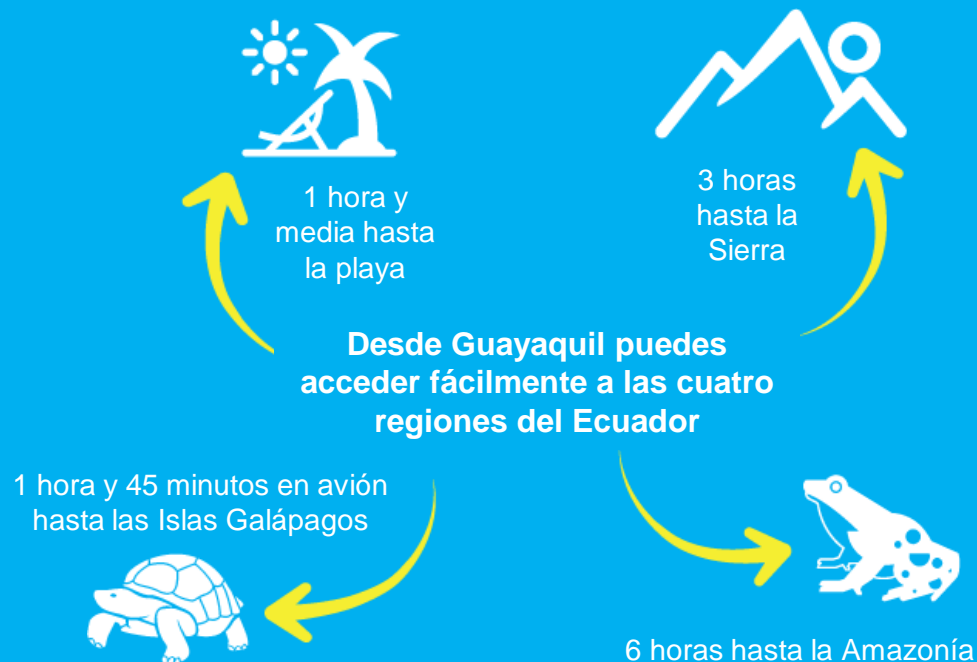 1 hora y
media hasta
la playa
3 horas
hasta la
Sierra
Desde Guayaquil puedes
acceder fácilmente a las cuatro
regiones del Ecuador
1 hora y 45 minutos en avión
hasta las Islas Galápagos
6 horas hasta la Amazonía